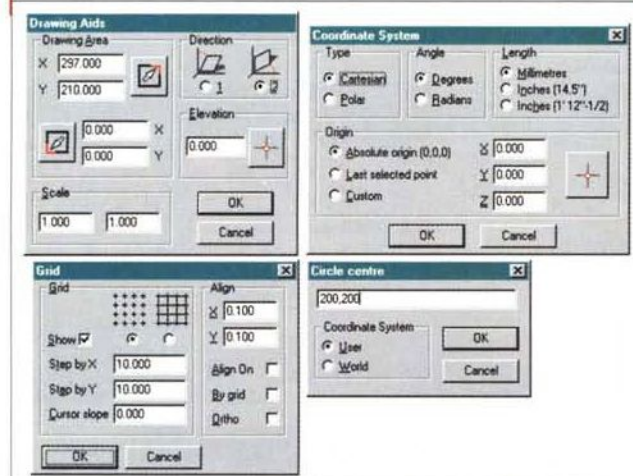 Drawing Aids
Drawing Area
X 297.000
Y 210.000
Direction
1
2
Elevation
0.000
0.000 X
0.000 Y
Scale
1.000 1.000
OK
Cancel
Coordinate System
Type
Cartesian
Polar
Angle
Degrees
Radians
Length
Millimetres
Inches (14.5")
Inches (1' 12"-1/2)
Origin
Absolute origin (0,0,0)
Last selected point
Custom
X 0.000
Y 0.000
Z 0.000
OK Cancel
Grid
Grid
Show
Step by X 10.000
Step by Y 10.000
Cursor slope 0.000
Align
X 0.100
Y 0.100
Align On
By grid
Ortho
OK Cancel
Circle centre
200,200
Coordinate System
User
World
OK
Cancel